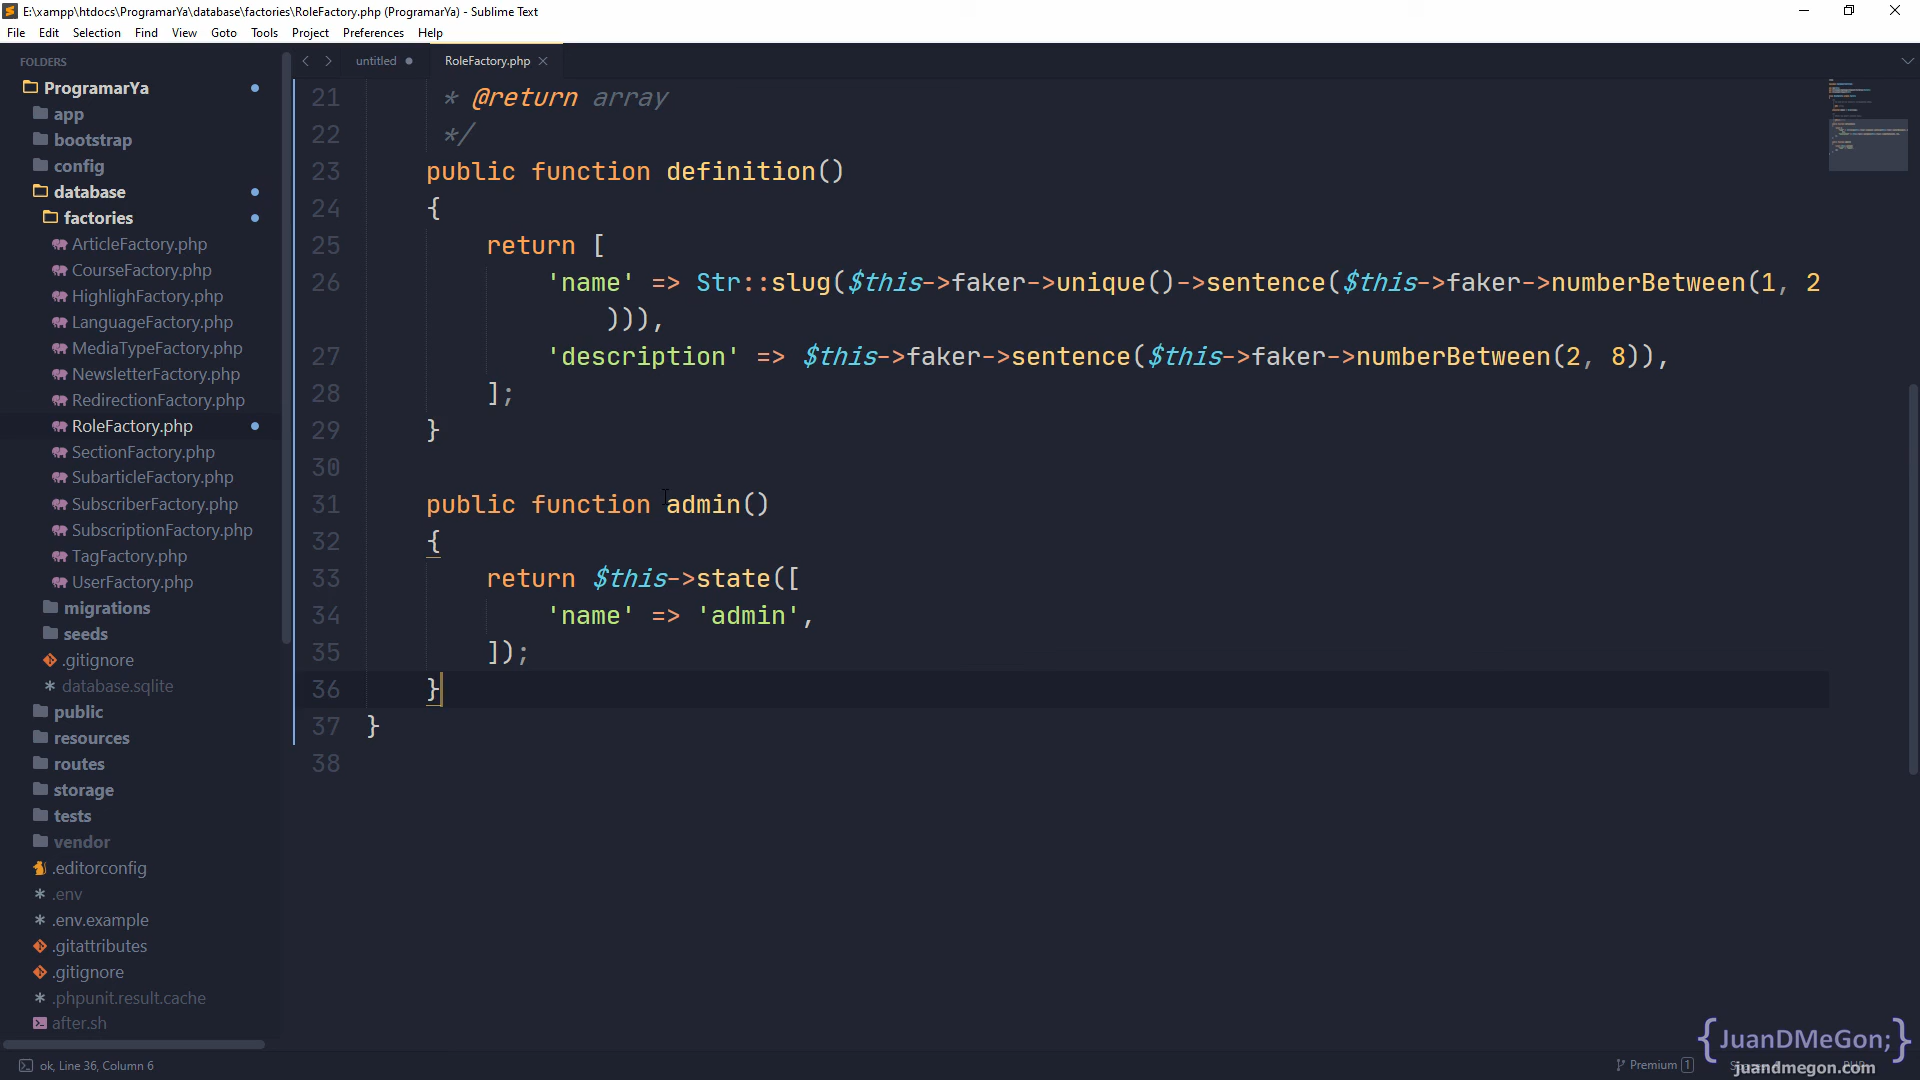 E:\xampp\htdocs\ProgramarYa\database\factories\RoleFactory.php (ProgramarYa) - Sublime Text
File Edit Selection Find View Goto Tools Project Preferences Help
FOLDERS
ProgramarYa
app
bootstrap
config
database
factories
ArticleFactory.php
CourseFactory.php
HighlighFactory.php
LanguageFactory.php
MediaTypeFactory.php
NewsletterFactory.php
RedirectionFactory.php
RoleFactory.php
SectionFactory.php
SubarticleFactory.php
SubscriberFactory.php
SubscriptionFactory.php
TagFactory.php
UserFactory.php
migrations
seeds
.gitignore
database.sqlite
public
resources
routes
storage
tests
vendor
.editorconfig
.env
.env.example
.gitattributes
.gitignore
.phpunit.result.cache
after.sh
untitled RoleFactory.php
21 * @return array
22 */
23 public function definition()
24 {
25 return [
26 'name' => Str::slug($this->faker->unique()->sentence($this->faker->numberBetween(1, 2
))),
27 'description' => $this->faker->sentence($this->faker->numberBetween(2, 8)),
28 ];
29 }
30
31 public function admin()
32 {
33 return $this->state([
34 'name' => 'admin',
35 ]);
36 }
37 }
38
ok, Line 36, Column 6
Premium 1
{JuanDMeGon;}
juandmegon.com